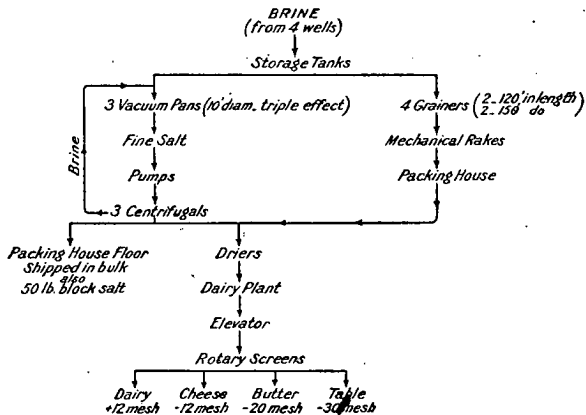 BRINE
(from 4 wells)
Storage Tanks
3 Vacuum Pans (10'diam. triple effect)
4 Grainers (2-120' in length
2-150 do)
Fine Salt
Mechanical Rakes
Brine
Pumps
Packing House
3 Centrifugals
Packing House Floor
Shipped in bulk
also
50 lb. block salt
Driers
Dairy Plant
Elevator
Rotary Screens
Dairy
+12 mesh
Cheese
-12 mesh
Butter
-20 mesh
Table
-30 mesh